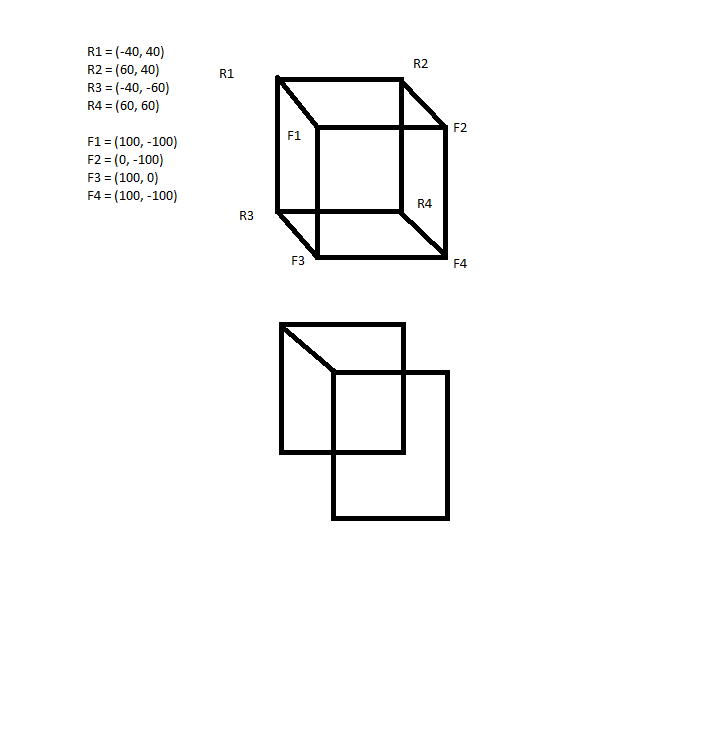 R1 = (-40, 40)
R2 = (60, 40)
R3 = (-40, -60)
R4 = (60, 60)
F1 = (100, -100)
F2 = (0, -100)
F3 = (100, 0)
F4 = (100, -100)
R1
R2
F1
F2
R3
R4
F3
F4